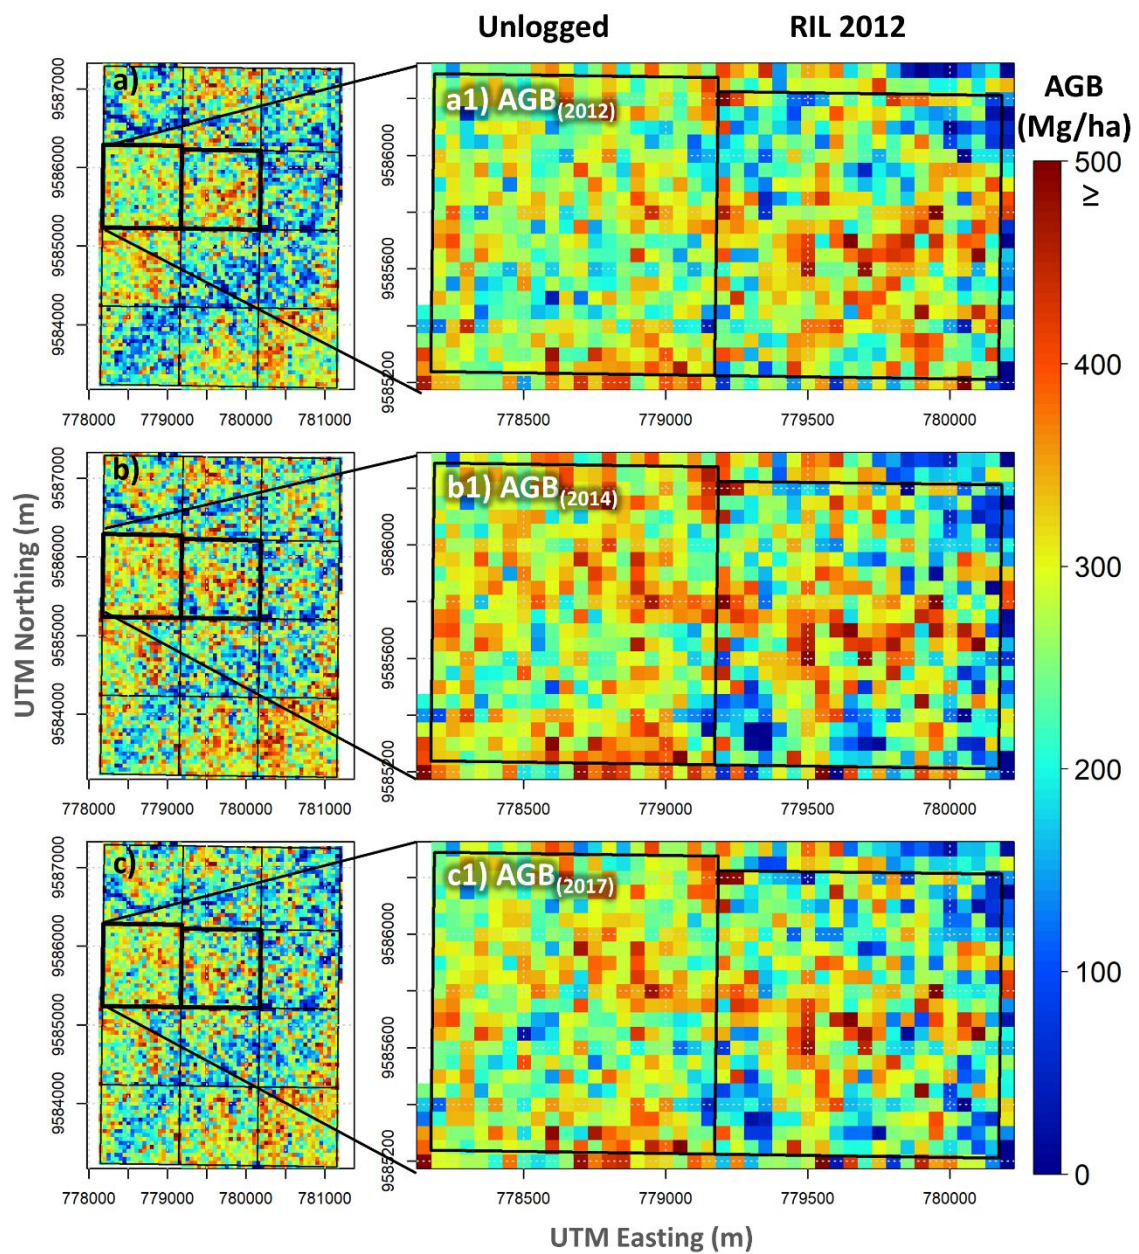 Unlogged RIL 2012
a)
a1) AGB(2012)
AGB
(Mg/ha)
9587000
9586000
9585000
9584000
9586000
9585600
9585200
778000 779000 780000 781000
778500 779000 779500 780000
500
≥
400
300
200
100
0
b)
b1) AGB(2014)
9587000
9586000
9585000
9584000
9586000
9585600
9585200
778000 779000 780000 781000
778500 779000 779500 780000
UTM Northing (m)
c)
c1) AGB(2017)
9587000
9586000
9585000
9584000
9586000
9585600
9585200
778000 779000 780000 781000
778500 779000 779500 780000
UTM Easting (m)